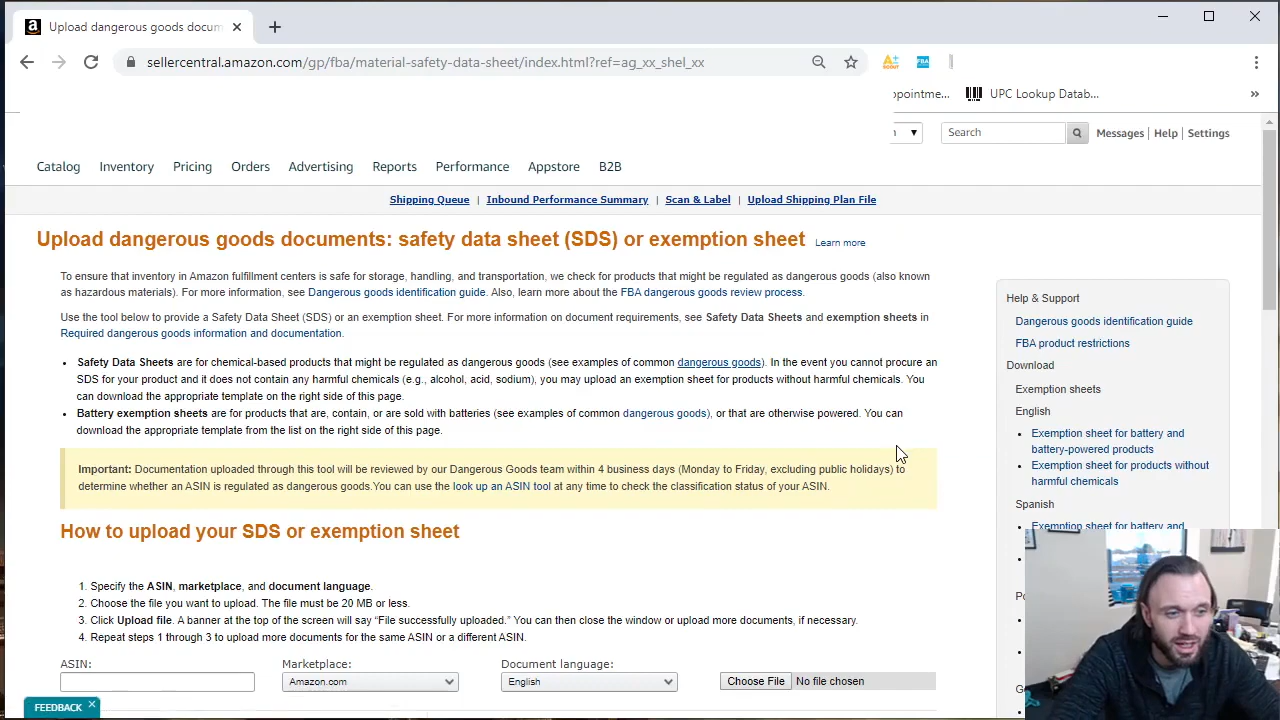 Upload dangerous goods docum
sellercentral.amazon.com/gp/fba/material-safety-data-sheet/index.html?ref=ag_xx_shel_xx
FBA
ppointme... UPC Lookup Datab... »
Search Messages | Help | Settings
Catalog Inventory Pricing Orders Advertising Reports Performance Appstore B2B
Shipping Queue | Inbound Performance Summary | Scan & Label | Upload Shipping Plan File
Upload dangerous goods documents: safety data sheet (SDS) or exemption sheet Learn more
To ensure that inventory in Amazon fulfillment centers is safe for storage, handling, and transportation, we check for products that might be regulated as dangerous goods (also known
as hazardous materials). For more information, see Dangerous goods identification guide. Also, learn more about the FBA dangerous goods review process.
Use the tool below to provide a Safety Data Sheet (SDS) or an exemption sheet. For more information on document requirements, see Safety Data Sheets and exemption sheets in
Required dangerous goods information and documentation.
• Safety Data Sheets are for chemical-based products that might be regulated as dangerous goods (see examples of common dangerous goods). In the event you cannot procure an
SDS for your product and it does not contain any harmful chemicals (e.g., alcohol, acid, sodium), you may upload an exemption sheet for products without harmful chemicals. You
can download the appropriate template on the right side of this page.
• Battery exemption sheets are for products that are, contain, or are sold with batteries (see examples of common dangerous goods), or that are otherwise powered. You can
download the appropriate template from the list on the right side of this page.
Important: Documentation uploaded through this tool will be reviewed by our Dangerous Goods team within 4 business days (Monday to Friday, excluding public holidays) to
determine whether an ASIN is regulated as dangerous goods.You can use the look up an ASIN tool at any time to check the classification status of your ASIN.
How to upload your SDS or exemption sheet
1. Specify the ASIN, marketplace, and document language.
2. Choose the file you want to upload. The file must be 20 MB or less.
3. Click Upload file. A banner at the top of the screen will say “File successfully uploaded.” You can then close the window or upload more documents, if necessary.
4. Repeat steps 1 through 3 to upload more documents for the same ASIN or a different ASIN.
ASIN: Marketplace: Document language:
Amazon.com English Choose File No file chosen
FEEDBACK
Help & Support
Dangerous goods identification guide
FBA product restrictions
Download
Exemption sheets
English
• Exemption sheet for battery and
battery-powered products
• Exemption sheet for products without
harmful chemicals
Spanish
• Exemption sheet for battery and